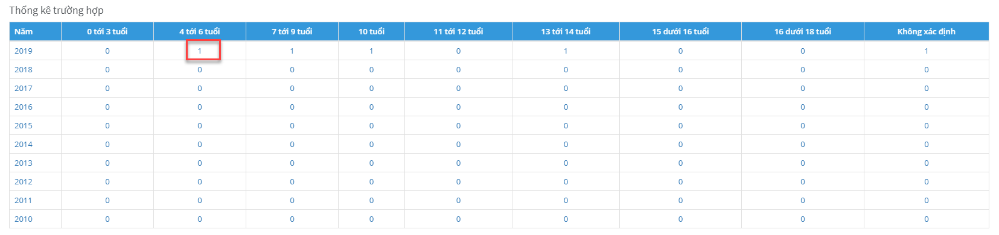 Thống kê trường hợp
Năm 0 tới 3 tuổi 4 tới 6 tuổi 7 tới 9 tuổi 10 tuổi 11 tới 12 tuổi 13 tới 14 tuổi 15 dưới 16 tuổi 16 dưới 18 tuổi Không xác định
2019 0 1 1 1 0 1 0 0 1
2018 0 0 0 0 0 0 0 0 0
2017 0 0 0 0 0 0 0 0 0
2016 0 0 0 0 0 0 0 0 0
2015 0 0 0 0 0 0 0 0 0
2014 0 0 0 0 0 0 0 0 0
2013 0 0 0 0 0 0 0 0 0
2012 0 0 0 0 0 0 0 0 0
2011 0 0 0 0 0 0 0 0 0
2010 0 0 0 0 0 0 0 0 0